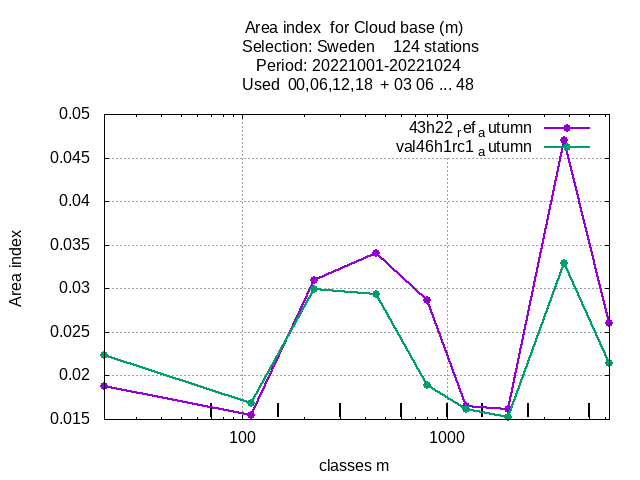 Area index  for Cloud base (m)
Selection: Sweden    124 stations
Period: 20221001-20221024
Used  00,06,12,18  + 03 06 ... 48
43h22_ref_autumn
val46h1rc1_autumn
0.05
0.045
0.04
0.035
0.03
0.025
0.02
0.015
Area index
100
1000
classes m